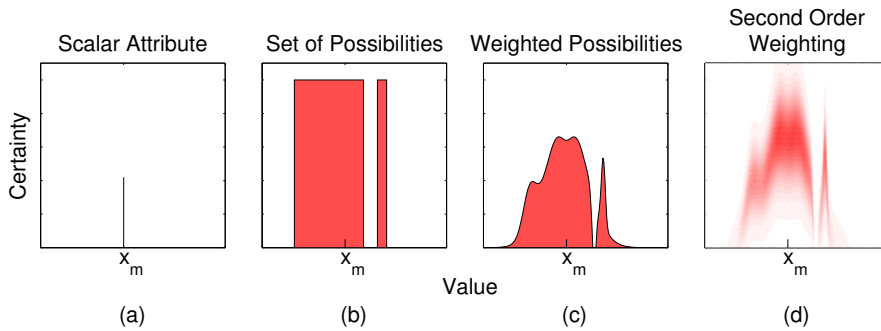 Scalar Attribute
Set of Possibilities
Weighted Possibilities
Second Order
Weighting
Certainty
x_m
x_m
x_m
x_m
Value
(a)
(b)
(c)
(d)